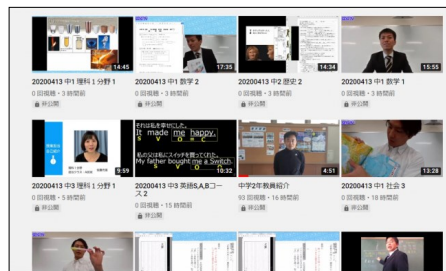 14:45
17:35
14:34
15:55
20200413 中1 理科１分野 1
20200413 中1 数学 2
20200413 中2 歴史 2
20200413 中1 数学 1
0 回視聴・3 時間前
0 回視聴・3 時間前
0 回視聴・3 時間前
0 回視聴・3 時間前
非公開
非公開
非公開
非公開
それは私を幸せにした。
It made me happy.
S V O = C
私の父は私にスイッチを買ってくれた。
My father bought me a Switch.
S V O O
9:59
10:32
4:51
13:28
20200413 中3 理科１分野 1
20200413 中3 英語S,A,Bコー
ス 2
中学2年教員紹介
20200413 中1 社会 3
0 回視聴・5 時間前
0 回視聴・15 時間前
93 回視聴・16 時間前
0 回視聴・18 時間前
非公開
非公開
非公開
非公開